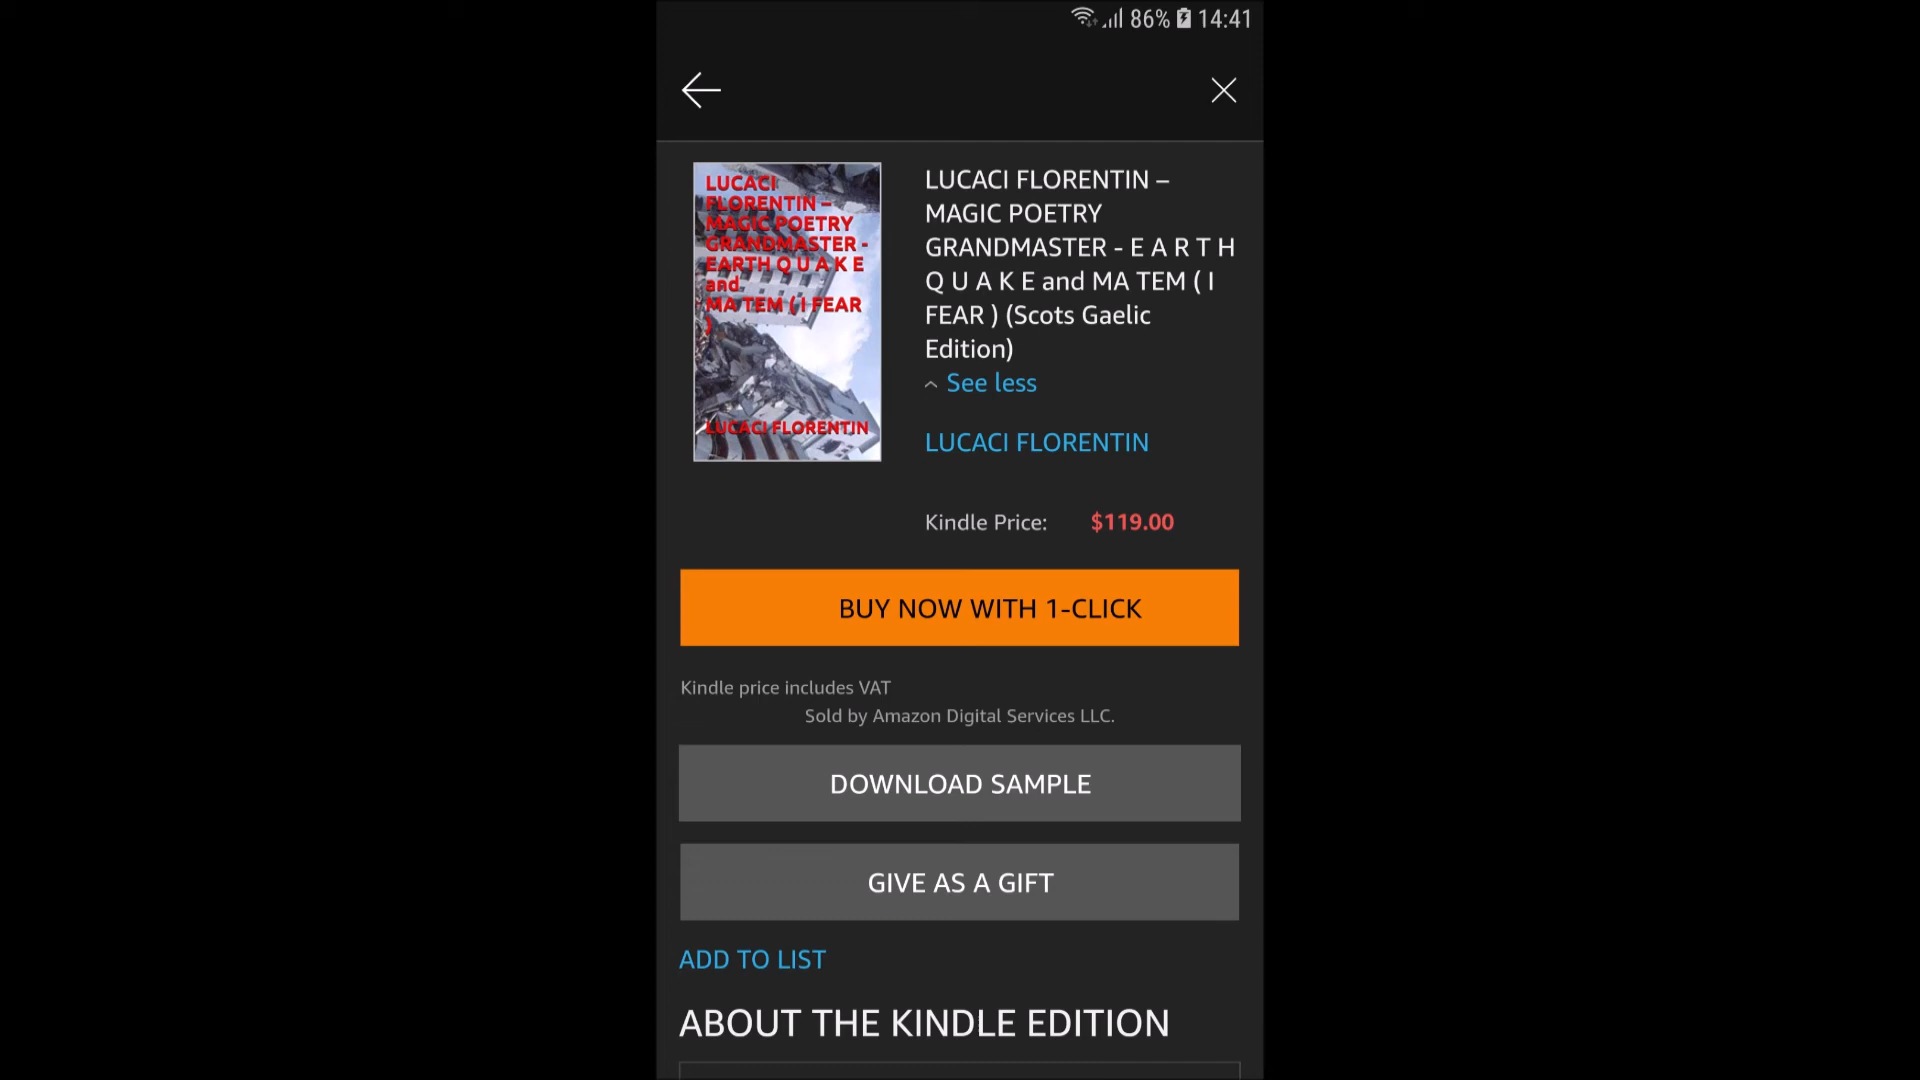 86% 14:41
LUCACI
FLORENTIN –
MAGIC POETRY
GRANDMASTER -
EARTH Q U A K E
and
MA TEM ( I FEAR
)
LUCACI FLORENTIN
LUCACI FLORENTIN –
MAGIC POETRY
GRANDMASTER - E A R T H
Q U A K E and MA TEM ( I
FEAR ) (Scots Gaelic
Edition)
See less
LUCACI FLORENTIN
Kindle Price: $119.00
BUY NOW WITH 1-CLICK
Kindle price includes VAT
Sold by Amazon Digital Services LLC.
DOWNLOAD SAMPLE
GIVE AS A GIFT
ADD TO LIST
ABOUT THE KINDLE EDITION